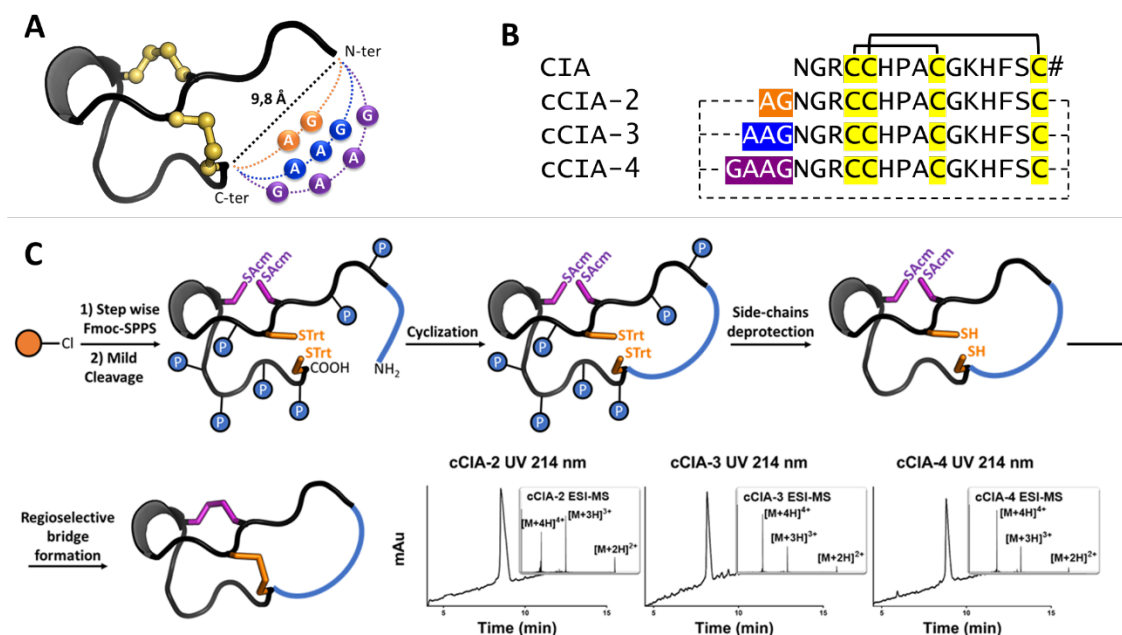 A
N-ter
9,8 Å
G
A
G
A
G
A
A
G
C-ter
B
CIA NGRCCHPACGKHFSC#
cCIA-2 AGNGRCCHPACGKHFSC
cCIA-3 AAGNGRCCHPACGKHFSC
cCIA-4 GAAGNGRCCHPACGKHFSC
C
Cl
1) Step wise
Fmoc-SPPS
2) Mild
Cleavage
SAcm
SAcm
STrt
STrt
COOH
NH2
P
P
P
P
P
P
P
Cyclization
SAcm
SAcm
STrt
STrt
P
P
P
P
P
P
P
Side-chains
deprotection
SAcm
SAcm
SH
SH
Regioselective
bridge
formation
cCIA-2 UV 214 nm
cCIA-2 ESI-MS
[M+4H]4+
[M+3H]3+
[M+2H]2+
mAu
5 10 15
Time (min)
cCIA-3 UV 214 nm
cCIA-3 ESI-MS
[M+4H]4+
[M+3H]3+
[M+2H]2+
5 10 15
Time (min)
cCIA-4 UV 214 nm
cCIA-4 ESI-MS
[M+4H]4+
[M+3H]3+
[M+2H]2+
5 10 15
Time (min)